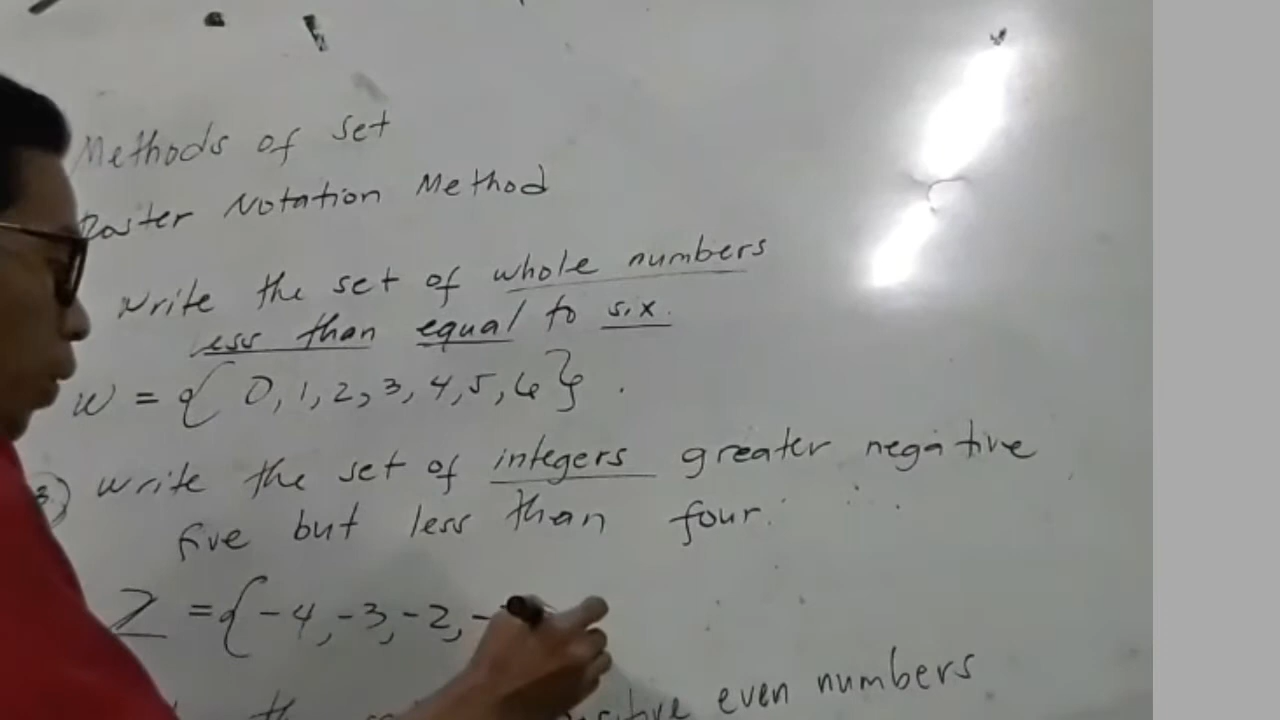 Methods of set
Roster Notation Method
Write the set of whole numbers
less than equal to six.
W = { 0, 1, 2, 3, 4, 5, 6 } .
3) Write the set of integers greater negative
five but less than four.
Z = { -4, -3, -2, -
even numbers